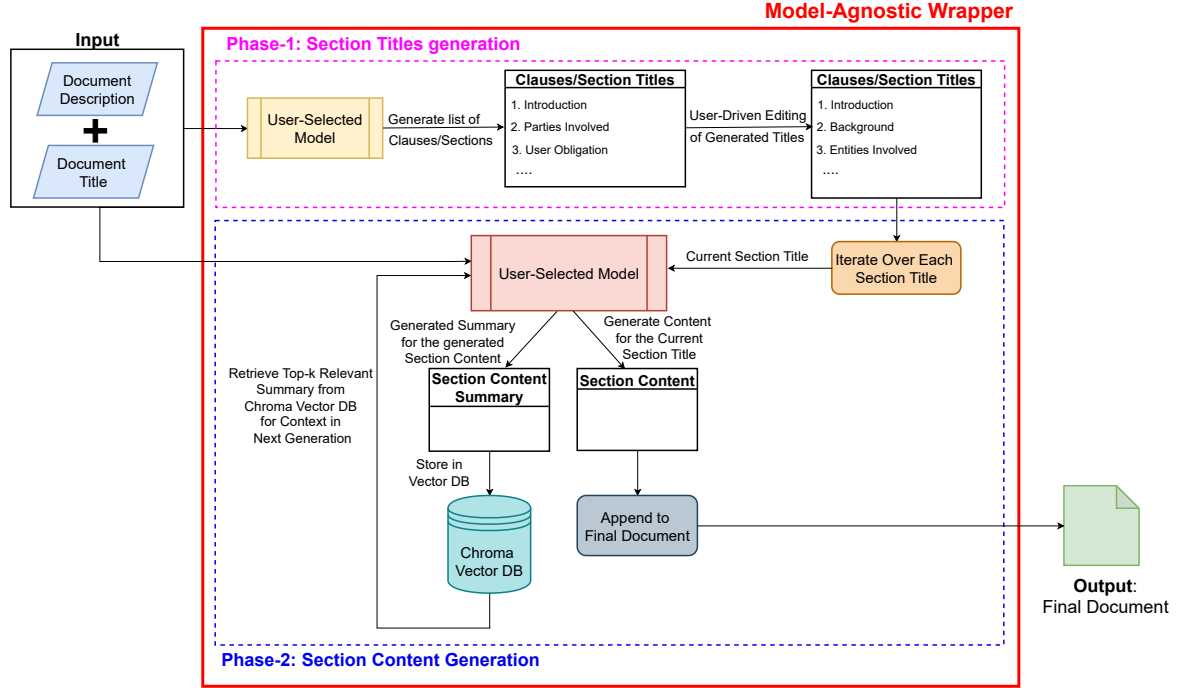 Model-Agnostic Wrapper
Input
Document
Description
+
Document
Title
Phase-1: Section Titles generation
User-Selected
Model
Generate list of
Clauses/Sections
Clauses/Section Titles
1. Introduction
2. Parties Involved
3. User Obligation
....
User-Driven Editing
of Generated Titles
Clauses/Section Titles
1. Introduction
2. Background
3. Entities Involved
....
Iterate Over Each
Section Title
Current Section Title
User-Selected Model
Generated Summary
for the generated
Section Content
Generate Content
for the Current
Section Title
Section Content
Summary
Section Content
Retrieve Top-k Relevant
Summary from
Chroma Vector DB
for Context in
Next Generation
Store in
Vector DB
Chroma
Vector DB
Append to
Final Document
Output:
Final Document
Phase-2: Section Content Generation